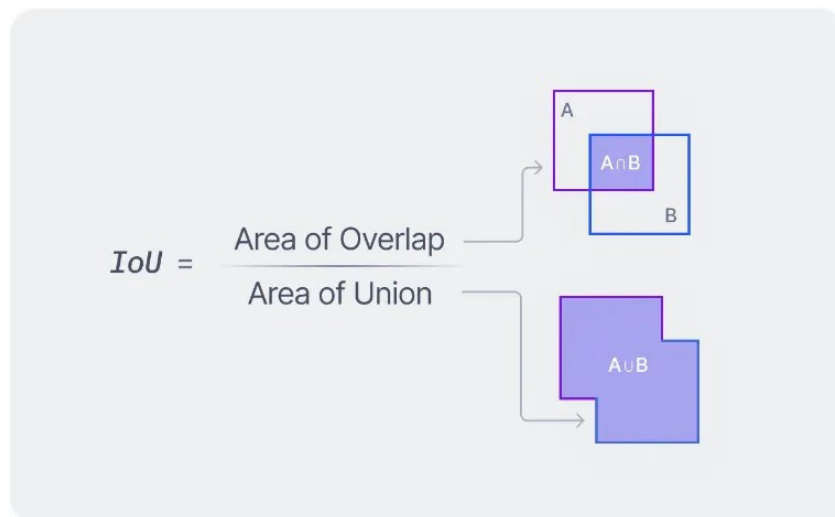 A
A∩B
B
Area of Overlap
IoU =
Area of Union
A∪B